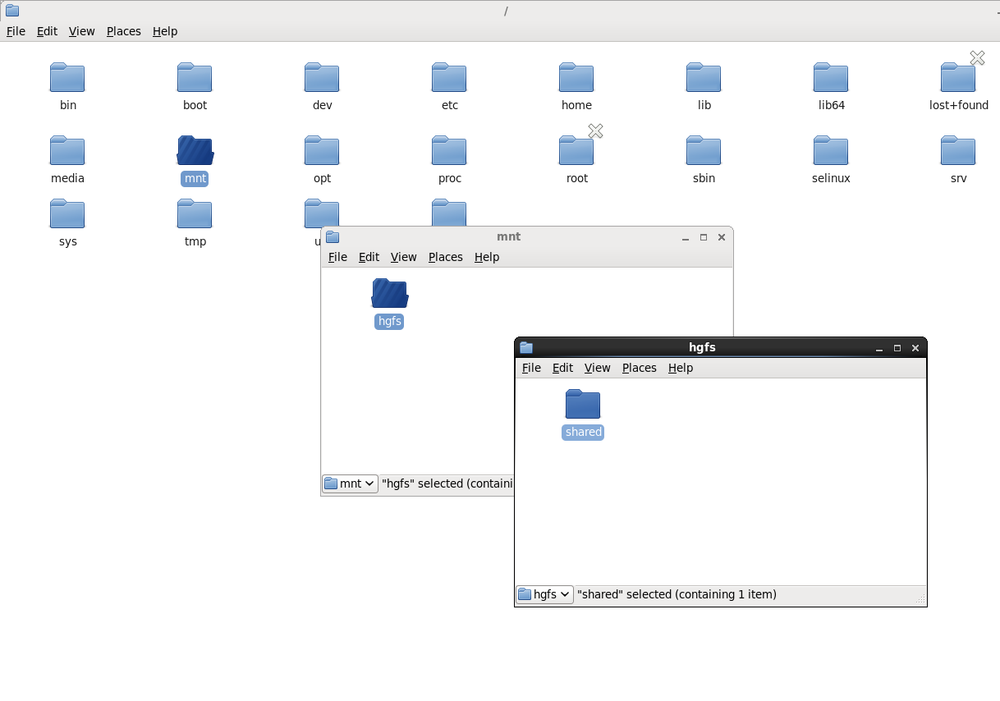 /
File Edit View Places Help
bin boot dev etc home lib lib64 lost+found
media mnt opt proc root sbin selinux srv
sys tmp
mnt
File Edit View Places Help
hgfs
hgfs
File Edit View Places Help
shared
mnt "hgfs" selected
hgfs "shared" selected (containing 1 item)